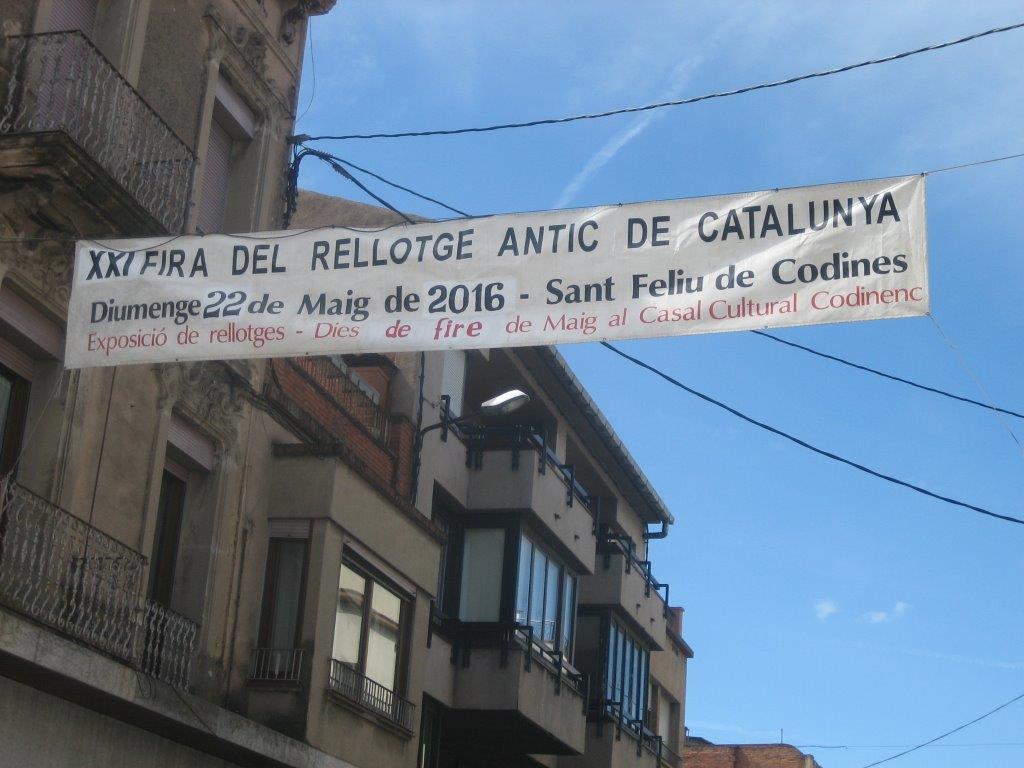 XXI FIRA DEL RELLOTGE ANTIC DE CATALUNYA
Diumenge 22 de Maig de 2016 - Sant Feliu de Codines
Exposició de rellotges - Dies de fire de Maig al Casal Cultural Codinenc